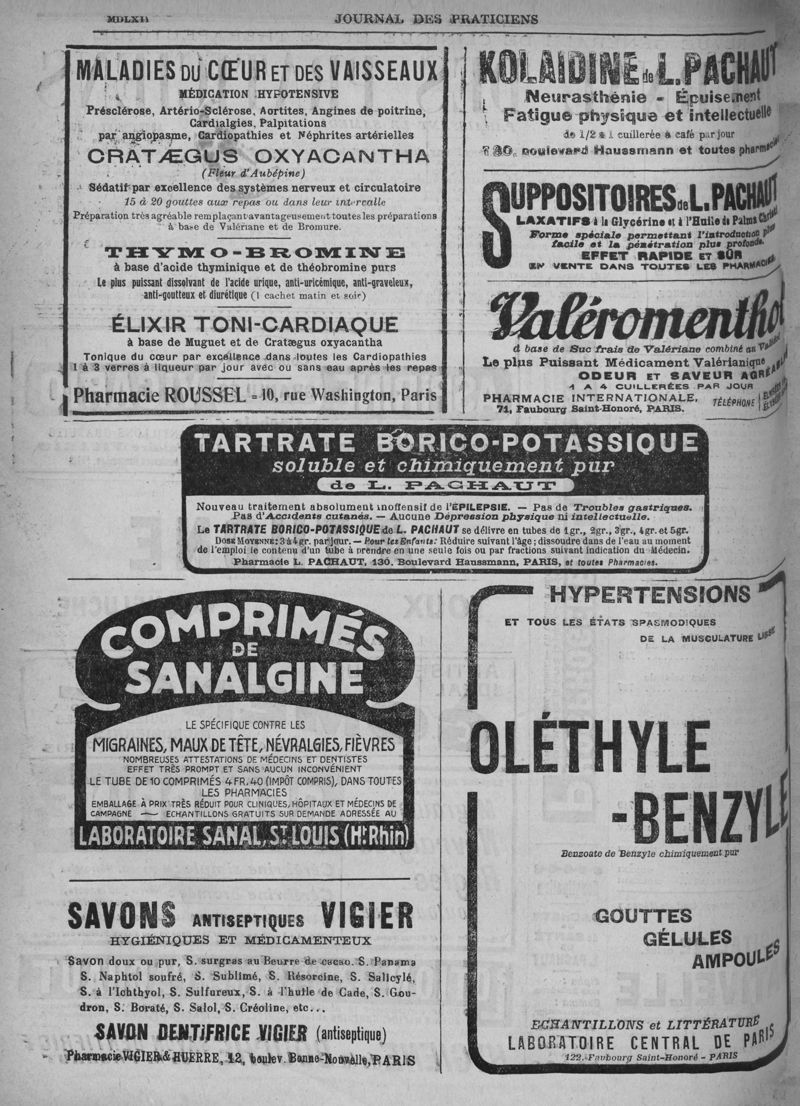 MDLXII
JOURNAL DES PRATICIENS
MALADIES DU CŒUR ET DES VAISSEAUX
MÉDICATION HYPOTENSIVE
Présclérose, Artério-Sclérose, Aortites, Angines de poitrine,
Cardialgies, Palpitations
par angiopasme, Cardiopathies et Néphrites artérielles
CRATÆGUS OXYACANTHA
(Fleur d'Aubépine)
Sédatif par excellence des systèmes nerveux et circulatoire
15 à 20 gouttes aux repas ou dans leur intervalle
Préparation très agréable remplaçant avantageusement toutes les préparations
à base de Valériane et de Bromure.
THYMO-BROMINE
à base d'acide thyminique et de théobromine purs
Le plus puissant dissolvant de l'acide urique, anti-uricémique, anti-graveleux,
anti-goutteux et diurétique (1 cachet matin et soir)
ÉLIXIR TONI-CARDIAQUE
à base de Muguet et de Cratægus oxyacantha
Tonique du cœur par excellence dans toutes les Cardiopathies
1 à 3 verres à liqueur par jour avec ou sans eau après les repas
Pharmacie ROUSSEL = 10, rue Washington, Paris
KOLAIDINE de L. PACHAUT
Neurasthénie - Épuisement
Fatigue physique et intellectuelle
de 1/2 à 1 cuillerée à café par jour
130, boulevard Haussmann et toutes pharmacies
SUPPOSITOIRES de L. PACHAUT
LAXATIFS à la Glycérine et à l'Huile de Palma Christi
Forme spéciale permettant l'introduction plus
facile et la pénétration plus profonde.
EFFET RAPIDE ET SÛR
EN VENTE DANS TOUTES LES PHARMACIES
Valéromenthol
à base de Suc frais de Valériane combiné au
Le plus Puissant Médicament Valérianique
ODEUR ET SAVEUR AGRÉABLES
1 A 4 CUILLERÉES PAR JOUR
PHARMACIE INTERNATIONALE,
71, Faubourg Saint-Honoré, PARIS.
TÉLÉPHONE
TARTRATE BORICO-POTASSIQUE
soluble et chimiquement pur
de L. PACHAUT
Nouveau traitement absolument inoffensif de l'ÉPILEPSIE. — Pas de Troubles gastriques.
Pas d'Accidents cutanés. — Aucune Dépression physique ni intellectuelle.
Le TARTRATE BORICO-POTASSIQUE de L. PACHAUT se délivre en tubes de 1gr., 2gr., 3gr., 4gr. et 5gr.
DOSE MOYENNE: 3 à 4 gr. par jour. — Pour les Enfants: Réduire suivant l'âge; dissoudre dans de l'eau au moment
de l'emploi le contenu d'un tube à prendre en une seule fois ou par fractions suivant indication du Médecin.
Pharmacie L. PACHAUT, 130, Boulevard Haussmann, PARIS, et toutes Pharmacies.
COMPRIMÉS
DE
SANALGINE
LE SPÉCIFIQUE CONTRE LES
MIGRAINES, MAUX DE TÊTE, NÉVRALGIES, FIÈVRES
NOMBREUSES ATTESTATIONS DE MÉDECINS ET DENTISTES
EFFET TRÈS PROMPT ET SANS AUCUN INCONVÉNIENT
LE TUBE DE 10 COMPRIMÉS 4 FR. 40 (IMPÔT COMPRIS), DANS TOUTES
LES PHARMACIES
EMBALLAGE À PRIX TRÈS RÉDUIT POUR CLINIQUES, HÔPITAUX ET MÉDECINS DE
CAMPAGNE — ECHANTILLONS GRATUITS SUR DEMANDE ADRESSÉE AU
LABORATOIRE SANAL, ST LOUIS (Ht Rhin)
SAVONS ANTISEPTIQUES VIGIER
HYGIÉNIQUES ET MÉDICAMENTEUX
Savon doux ou pur, S. surgras au Beurre de cacao, S. Panama
S. Naphtol soufré, S. Sublimé, S. Résorcine, S. Salicylé,
S. à l'Ichthyol, S. Sulfureux, S. à l'huile de Cade, S. Gou-
dron, S. Boraté, S. Salol, S. Créoline, etc...
SAVON DENTIFRICE VIGIER (antiseptique)
Pharmacie VIGIER & HUERRE, 12, boulev. Bonne-Nouvelle, PARIS
HYPERTENSIONS
ET TOUS LES ÉTATS SPASMODIQUES
DE LA MUSCULATURE LISSE
OLÉTHYLE
-BENZYLE
Benzoate de Benzyle chimiquement pur
GOUTTES
GÉLULES
AMPOULES
ECHANTILLONS et LITTÉRATURE
LABORATOIRE CENTRAL DE PARIS
122, Faubourg Saint-Honoré - PARIS